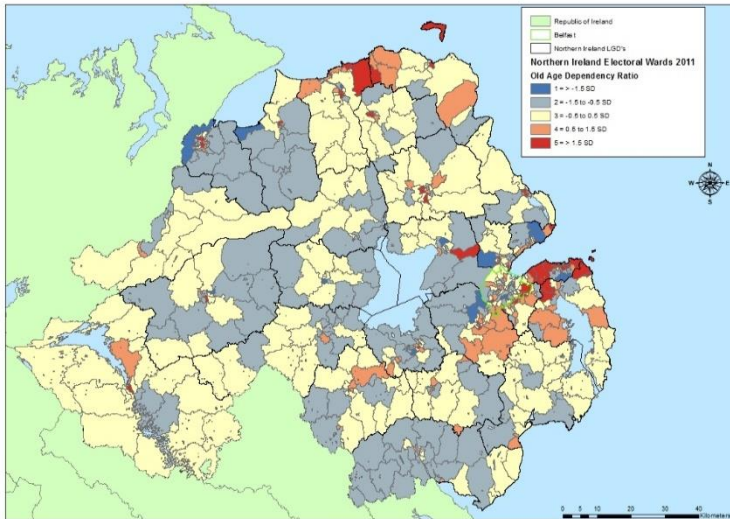 Republic of Ireland
Belfast
Northern Ireland LGD's
Northern Ireland Electoral Wards 2011
Old Age Dependency Ratio
1 = > -1.5 SD
2 = -1.5 to -0.5 SD
3 = -0.5 to 0.5 SD
4 = 0.5 to 1.5 SD
5 = > 1.5 SD
N
W E
S
0 5 10 20 30 40
Kilometers